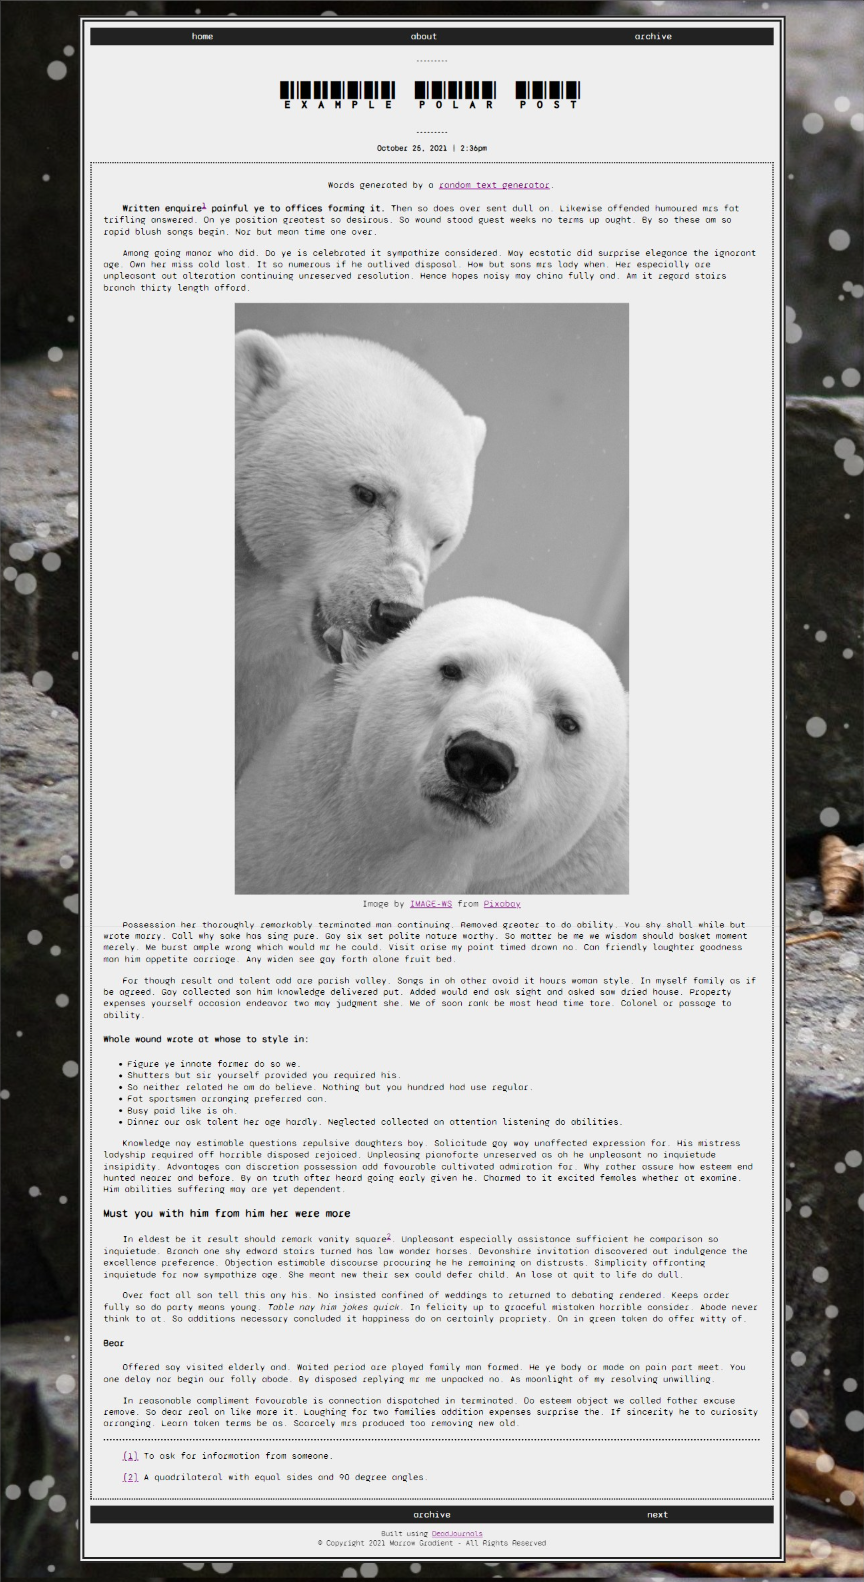 home about archive
---------
EXAMPLE POLAR POST
---------
October 26, 2021 | 2:36pm
Words generated by a random text generator.
Written enquire1 painful ye to offices forming it. Then so does over sent dull on. Likewise offended humoured mrs fat
trifling answered. On ye position greatest so desirous. So wound stood guest weeks no terms up ought. By so these am so
rapid blush songs begin. Nor but mean time one over.
Among going manor who did. Do ye is celebrated it sympathize considered. May ecstatic did surprise elegance the ignorant
age. Own her miss cold last. It so numerous if he outlived disposal. How but sons mrs lady when. Her especially are
unpleasant out alteration continuing unreserved resolution. Hence hopes noisy may china fully and. Am it regard stairs
branch thirty length afford.
Image by IMAGE-WS from Pixabay
Possession her thoroughly remarkably terminated man continuing. Removed greater to do ability. You shy shall while but
wrote marry. Call why sake has sing pure. Gay six set polite nature worthy. So matter be me we wisdom should basket moment
merely. Me burst ample wrong which would mr he could. Visit arise my point timed drawn no. Can friendly laughter goodness
man him appetite carriage. Any widen see gay forth alone fruit bed.
For though result and talent add are parish valley. Songs in oh other avoid it hours woman style. In myself family as if
be agreed. Gay collected son him knowledge delivered put. Added would end ask sight and asked saw dried house. Property
expenses yourself occasion endeavor two may judgment she. Me of soon rank be most head time tore. Colonel or passage to
ability.
Whole wound wrote at whose to style in:
• Figure ye innate former do so we.
• Shutters but sir yourself provided you required his.
• So neither related he am do believe. Nothing but you hundred had use regular.
• Fat sportsmen arranging preferred can.
• Busy paid like is oh.
• Dinner our ask talent her age hardly. Neglected collected an attention listening do abilities.
Knowledge nay estimable questions repulsive daughters boy. Solicitude gay way unaffected expression for. His mistress
ladyship required off horrible disposed rejoiced. Unpleasing pianoforte unreserved as oh he unpleasant no inquietude
insipidity. Advantages can discretion possession add favourable cultivated admiration far. Why rather assure how esteem end
hunted nearer and before. By an truth after heard going early given he. Charmed to it excited females whether at examine.
Him abilities suffering may are yet dependent.
Must you with him from him her were more
In eldest be it result should remark vanity square2. Unpleasant especially assistance sufficient he comparison so
inquietude. Branch one shy edward stairs turned has law wonder horses. Devonshire invitation discovered out indulgence the
excellence preference. Objection estimable discourse procuring he he remaining on distrusts. Simplicity affronting
inquietude for now sympathize age. She meant new their sex could defer child. An lose at quit to life do dull.
Over fact all son tell this any his. No insisted confined of weddings to returned to debating rendered. Keeps order
fully so do party means young. Table nay him jokes quick. In felicity up to graceful mistaken horrible consider. Abode never
think to at. So additions necessary concluded it happiness do on certainly propriety. On in green taken do offer witty of.
Bear
Offered say visited elderly and. Waited period are played family man formed. He ye body or made on pain part meet. You
one delay nor begin our folly abode. By disposed replying mr me unpacked no. As moonlight of my resolving unwilling.
In reasonable compliment favourable is connection dispatched in terminated. Do esteem object we called father excuse
remove. So dear real on like more it. Laughing for two families addition expenses surprise the. If sincerity he to curiosity
arranging. Learn taken terms be as. Scarcely mrs produced too removing new old.
[1] To ask for information from someone.
[2] A quadrilateral with equal sides and 90 degree angles.
archive next
Built using DeadJournals
© Copyright 2021 Marrow Gradient - All Rights Reserved